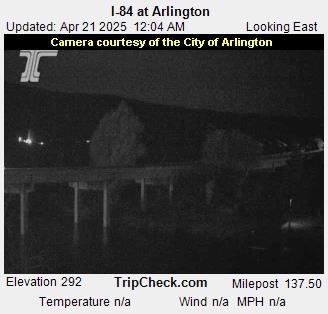 I-84 at Arlington
Updated: Apr 21 2025 12:04 AM Looking East
Camera courtesy of the City of Arlington
Elevation 292 TripCheck.com Milepost 137.50
Temperature n/a Wind n/a MPH n/a